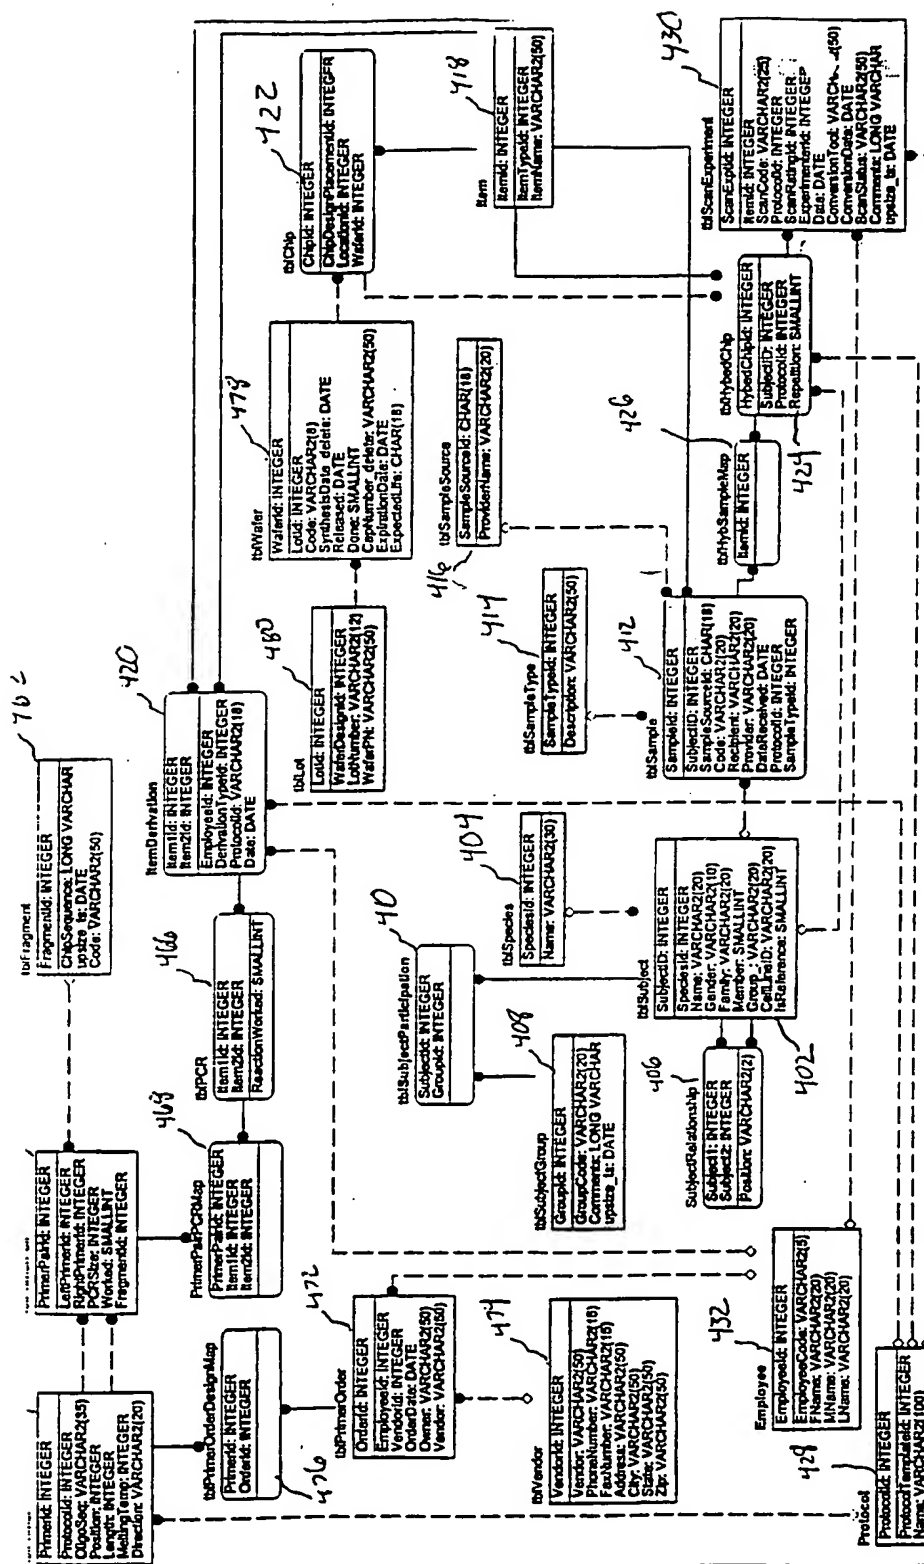 PrimerId: INTEGER
ProtocolId: INTEGER
OligoSeq: VARCHAR2(35)
Position: INTEGER
Length: INTEGER
MeltingTemp: INTEGER
Direction: VARCHAR2(20)
PrimerPairId: INTEGER
LeftPrimerId: INTEGER
RightPrimerId: INTEGER
PCRSize: INTEGER
Worked: SMALLINT
FragmentId: INTEGER
tblFragment
FragmentId: INTEGER
ChipSequence: LONG VARCHAR
upsize_ts: DATE
Code: VARCHAR2(50)
tblPrimerOrderDesignMap
PrimerId: INTEGER
OrderId: INTEGER
476
PrimerPairPCRMap
PrimerPairId: INTEGER
Item1Id: INTEGER
Item2Id: INTEGER
468
tblPCR
Item1Id: INTEGER
Item2Id: INTEGER
ReactionWorked: SMALLINT
466
ItemDerivation
Item1Id: INTEGER
Item2Id: INTEGER
EmployeeId: INTEGER
DerivationTypeId: INTEGER
ProtocolId: VARCHAR2(18)
Date: DATE
420
tblPrimerOrder
OrderId: INTEGER
EmployeeId: INTEGER
VendorId: INTEGER
OrderDate: DATE
Owner: VARCHAR2(50)
Vendor: VARCHAR2(50)
472
tblLot
LotId: INTEGER
WaferDesignId: INTEGER
LotNumber: VARCHAR2(12)
WaferPN: VARCHAR2(50)
480
tblWafer
WaferId: INTEGER
LotId: INTEGER
Code: VARCHAR2(8)
SynthesisData_delete: DATE
Released: DATE
Done: SMALLINT
CapNumber_delete: VARCHAR2(50)
ExpirationDate: DATE
ExpectedLife: CHAR(18)
478
tblChip
ChipId: INTEGER
ChipDesignPlacementId: INTEGER
LocationId: INTEGER
WaferId: INTEGER
422
tblVendor
VendorId: INTEGER
Vendor: VARCHAR2(50)
PhoneNumber: VARCHAR2(18)
FaxNumber: VARCHAR2(15)
Address: VARCHAR2(50)
City: VARCHAR2(50)
State: VARCHAR2(50)
Zip: VARCHAR2(50)
474
tblSubjectGroup
GroupId: INTEGER
GroupCode: VARCHAR2(20)
Comments: LONG VARCHAR
upsize_ts: DATE
408
tblSubjectParticipation
SubjectId: INTEGER
GroupId: INTEGER
40
tblSpecies
SpeciesId: INTEGER
Name: VARCHAR2(30)
404
tblSampleType
SampleTypeId: INTEGER
Description: VARCHAR2(50)
414
tblSampleSource
SampleSourceId: CHAR(18)
ProviderName: VARCHAR2(20)
416
Item
ItemId: INTEGER
ItemTypeId: INTEGER
ItemName: VARCHAR2(50)
418
SubjectRelationship
Subject1: INTEGER
Subject2: INTEGER
Position: VARCHAR2(2)
406
tblSubject
SubjectID: INTEGER
SpeciesId: INTEGER
Name: VARCHAR2(20)
Gender: VARCHAR2(10)
Family: VARCHAR2(20)
Member: SMALLINT
Group_: VARCHAR2(20)
CellLineID: VARCHAR2(20)
IsReference: SMALLINT
402
tblSample
SampleId: INTEGER
SubjectID: INTEGER
SampleSourceId: CHAR(18)
Code: VARCHAR2(20)
Recipient: VARCHAR2(20)
Provider: VARCHAR2(20)
DateReceived: DATE
ProtocolId: INTEGER
SampleTypeId: INTEGER
412
tblHybSampleMap
ItemId: INTEGER
426
tblHybedChip
HybedChipId: INTEGER
SubjectID: INTEGER
ProtocolId: INTEGER
Repetition: SMALLINT
424
tblScanExperiment
ScanExptId: INTEGER
ItemId: INTEGER
ScanCode: VARCHAR2(25)
ProtocolId: INTEGER
ScanRatingId: INTEGER
ExperimenterId: INTEGER
Date: DATE
ConversionTool: VARCHAR2(50)
ConversionData: DATE
ScanStatus: VARCHAR2(50)
Comments: LONG VARCHAR
upsize_ts: DATE
430
Employee
EmployeeId: INTEGER
EmployeeCode: VARCHAR2(5)
FName: VARCHAR2(20)
MName: VARCHAR2(20)
LName: VARCHAR2(20)
432
Protocol
ProtocolId: INTEGER
ProtocolTemplateId: INTEGER
Name: VARCHAR2(100)
428